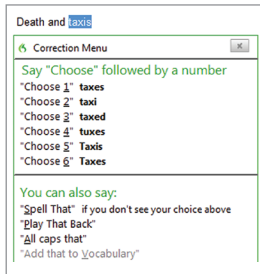 Death and taxis
Correction Menu
Say "Choose" followed by a number
"Choose 1" taxes
"Choose 2" taxi
"Choose 3" taxed
"Choose 4" tuxes
"Choose 5" Taxis
"Choose 6" Taxes
You can also say:
"Spell That" if you don't see your choice above
"Play That Back"
"All caps that"
"Add that to Vocabulary"